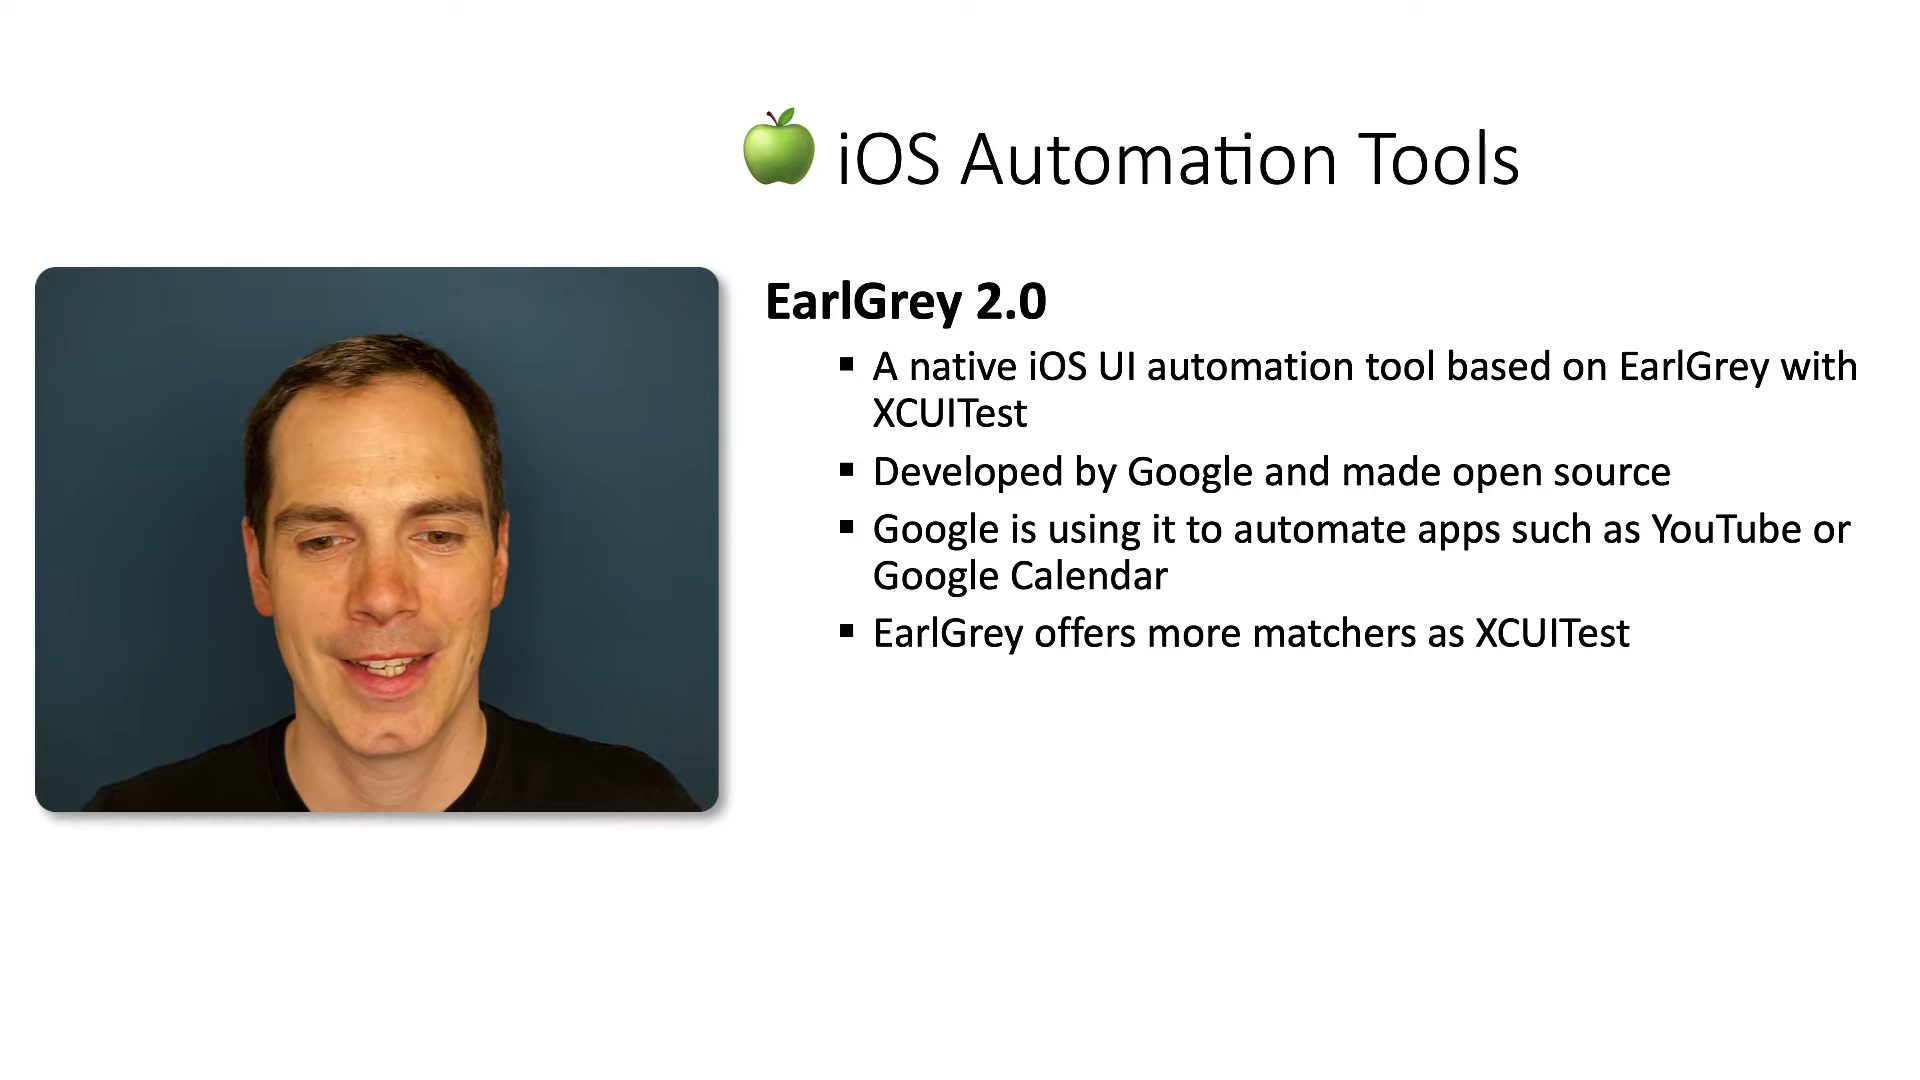 iOS Automation Tools
EarlGrey 2.0
▪ A native iOS UI automation tool based on EarlGrey with
XCUITest
▪ Developed by Google and made open source
▪ Google is using it to automate apps such as YouTube or
Google Calendar
▪ EarlGrey offers more matchers as XCUITest